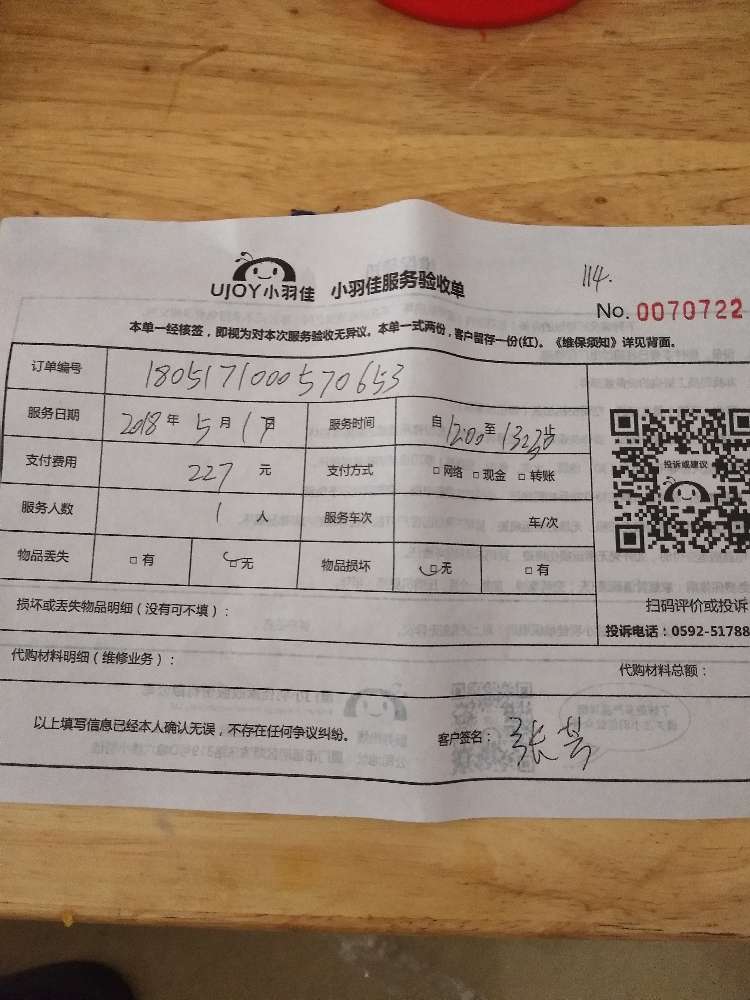 114.
UJOY小羽佳 小羽佳服务验收单
No. 0070722
本单一经核签，即视为对本次服务验收无异议。本单一式两份，客户留存一份(红)。《维保须知》详见背面。
订单编号 1805171000570653
服务日期 2018 年 5 月 17 日 服务时间 自 12:00 至 止
支付费用 227 元 支付方式 □ 网络 □ 现金 □ 转账
服务人数 1 人 服务车次 车/次
物品丢失 □ 有 □ 无 物品损坏 □ 无 □ 有
投诉或建议
扫码评价或投诉
投诉电话：0592-51788
损坏或丢失物品明细（没有可不填）：
代购材料明细（维修业务）： 代购材料总额：
以上填写信息已经本人确认无误，不存在任何争议纠纷。 客户签名： 张